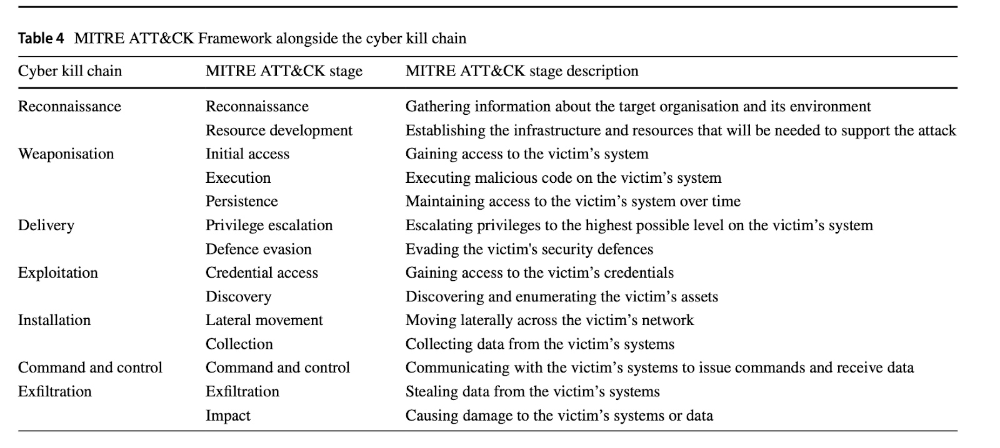 Table 4 MITRE ATT&CK Framework alongside the cyber kill chain
Cyber kill chain MITRE ATT&CK stage MITRE ATT&CK stage description
Reconnaissance Reconnaissance Gathering information about the target organisation and its environment
Resource development Establishing the infrastructure and resources that will be needed to support the attack
Weaponisation Initial access Gaining access to the victim’s system
Execution Executing malicious code on the victim’s system
Persistence Maintaining access to the victim’s system over time
Delivery Privilege escalation Escalating privileges to the highest possible level on the victim’s system
Defence evasion Evading the victim's security defences
Exploitation Credential access Gaining access to the victim’s credentials
Discovery Discovering and enumerating the victim’s assets
Installation Lateral movement Moving laterally across the victim’s network
Collection Collecting data from the victim’s systems
Command and control Command and control Communicating with the victim’s systems to issue commands and receive data
Exfiltration Exfiltration Stealing data from the victim’s systems
Impact Causing damage to the victim’s systems or data